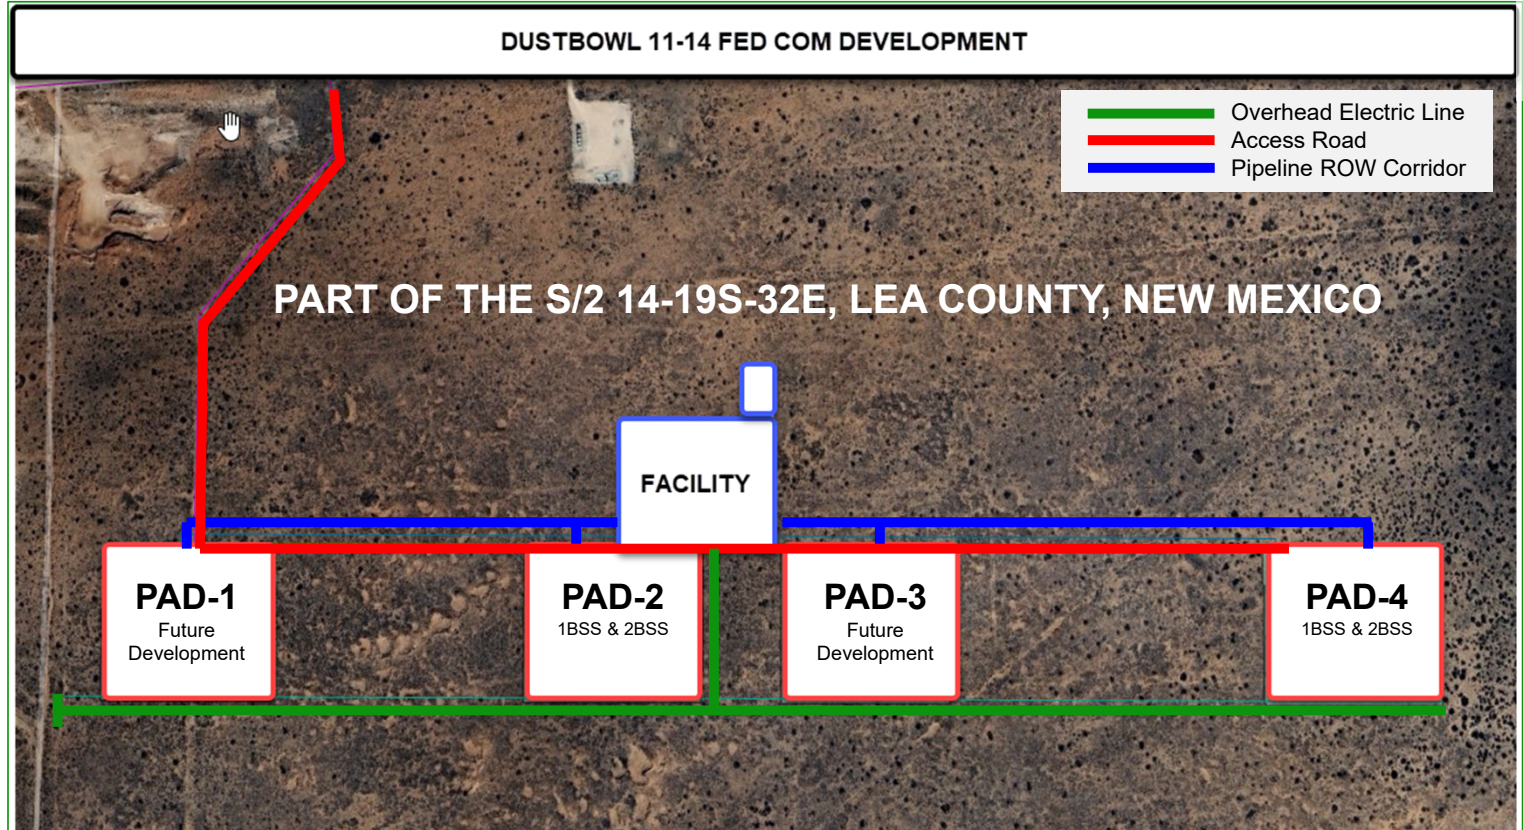 DUSTBOWL 11-14 FED COM DEVELOPMENT
Overhead Electric Line
Access Road
Pipeline ROW Corridor
PART OF THE S/2 14-19S-32E, LEA COUNTY, NEW MEXICO
FACILITY
PAD-1
Future
Development
PAD-2
1BSS & 2BSS
PAD-3
Future
Development
PAD-4
1BSS & 2BSS